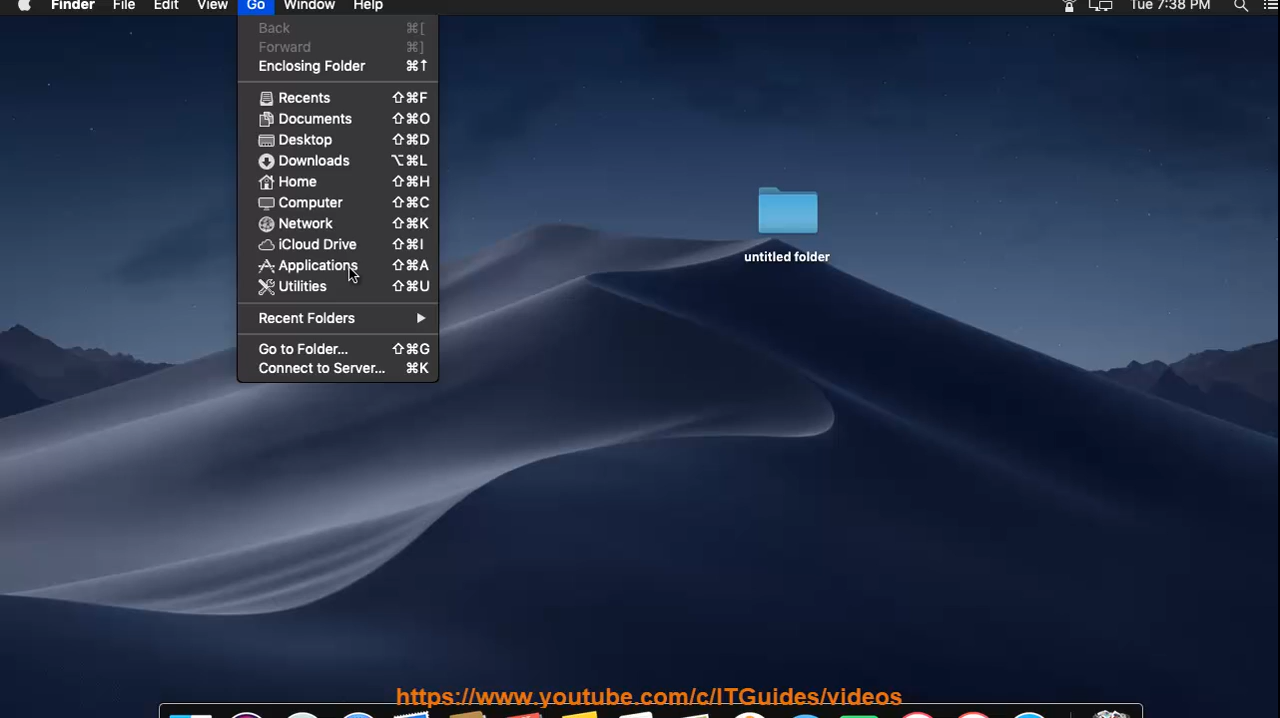 Finder File Edit View Go Window Help Tue 7:38 PM
Back ⌘[
Forward ⌘]
Enclosing Folder ⌘↑
Recents ⇧⌘F
Documents ⇧⌘O
Desktop ⇧⌘D
Downloads ⌥⌘L
Home ⇧⌘H
Computer ⇧⌘C
Network ⇧⌘K
iCloud Drive ⇧⌘I
Applications ⇧⌘A
Utilities ⇧⌘U
Recent Folders ▶
Go to Folder... ⇧⌘G
Connect to Server... ⌘K
untitled folder
https://www.youtube.com/c/ITGuides/videos